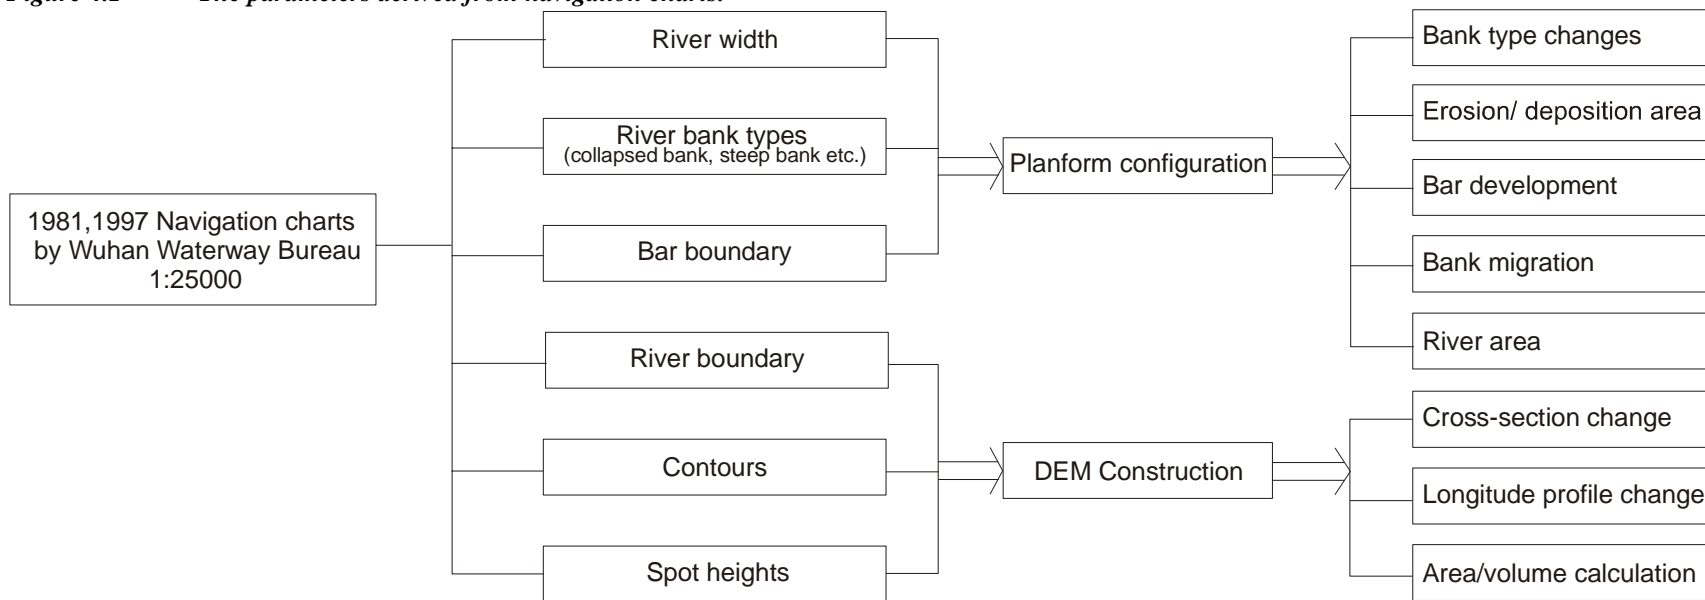 The parameters derived from navigation charts.
River width
River bank types
(collapsed bank, steep bank etc.)
Bar boundary
River boundary
Contours
Spot heights
1981,1997 Navigation charts
by Wuhan Waterway Bureau
1:25000
Planform configuration
DEM Construction
Bank type changes
Erosion/ deposition area
Bar development
Bank migration
River area
Cross-section change
Longitude profile change
Area/volume calculation